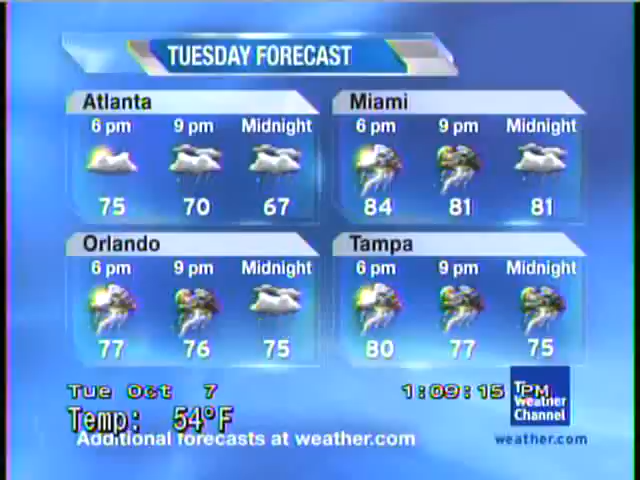 TUESDAY FORECAST
Atlanta
6 pm 9 pm Midnight
75 70 67
Miami
6 pm 9 pm Midnight
84 81 81
Orlando
6 pm 9 pm Midnight
77 76 75
Tampa
6 pm 9 pm Midnight
80 77 75
Tue Oct 7 1:09:15 PM
Temp: 54°F
Additional forecasts at weather.com
Weather
Channel
weather.com